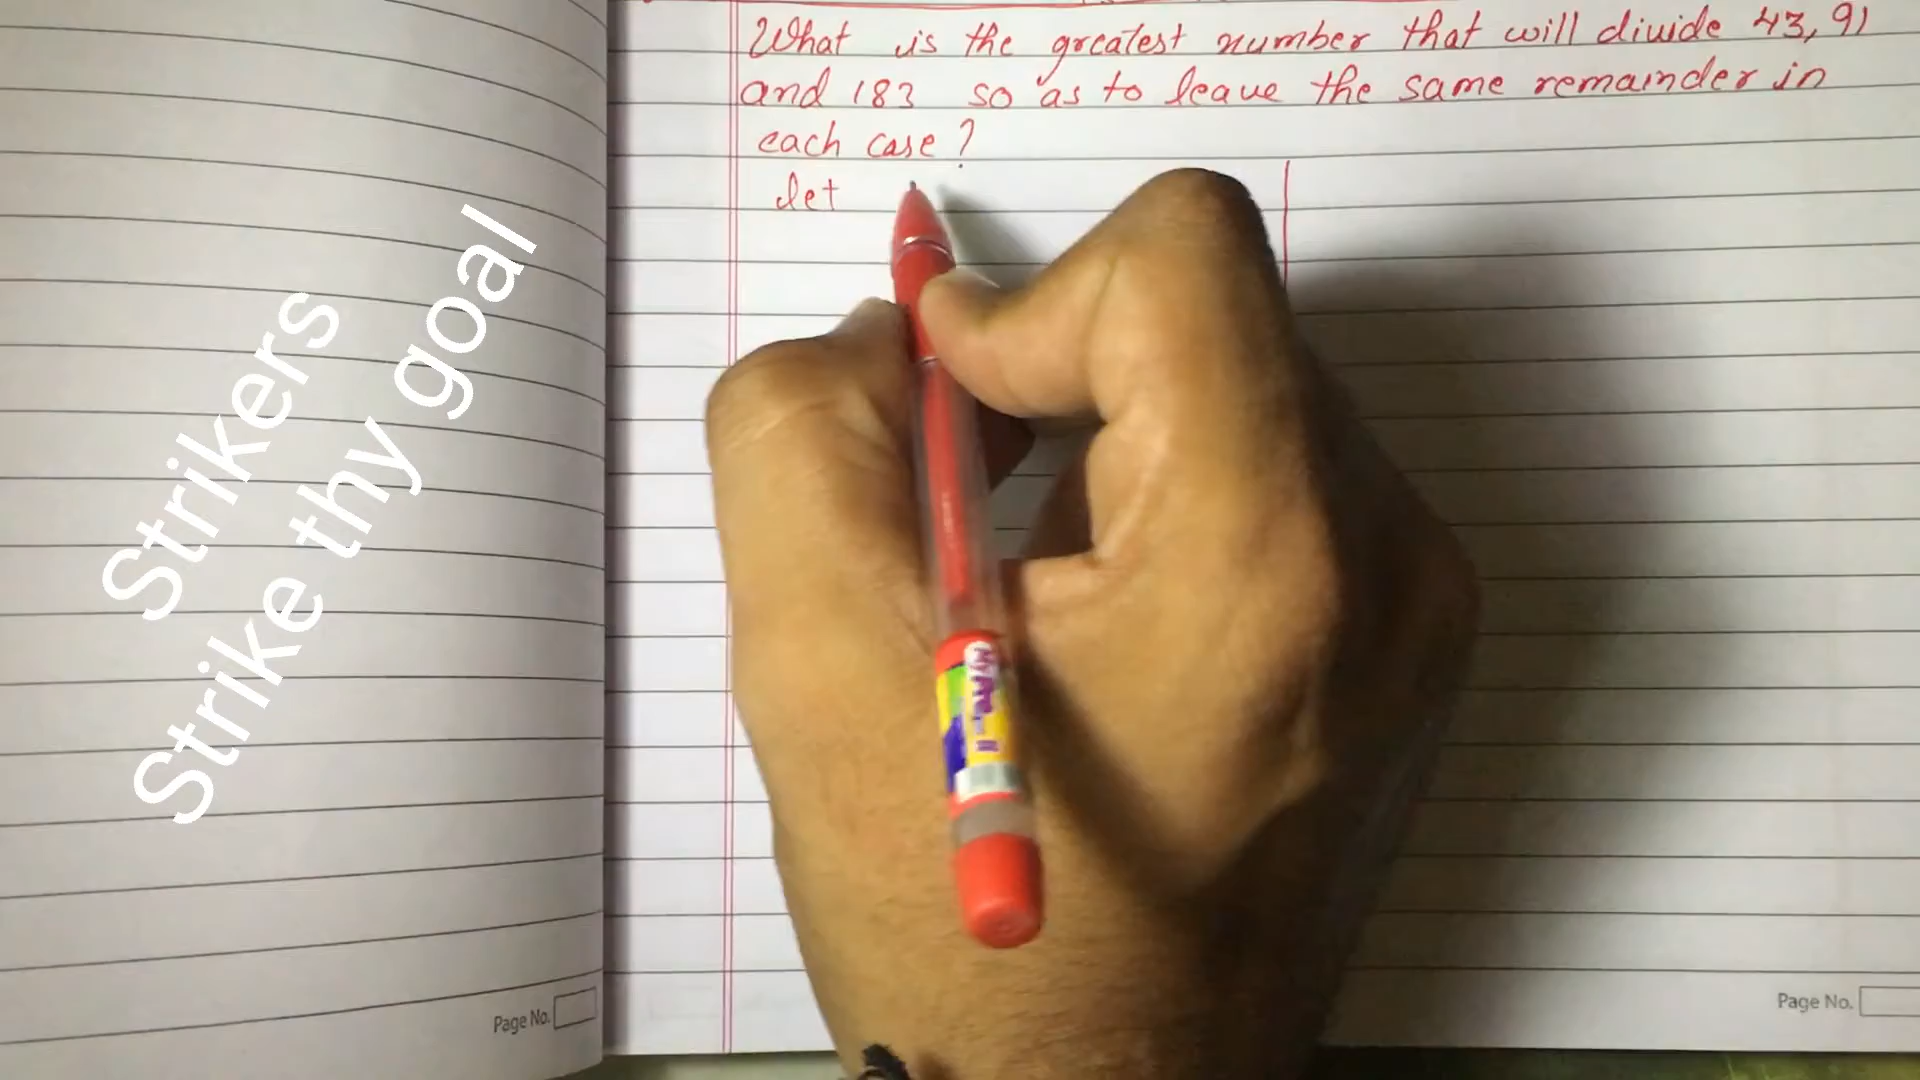 What is the greatest number that will divide 43, 91
and 183 so as to leave the same remainder in
each case?
let
Strikers
Strike thy goal
Page No.
Page No.